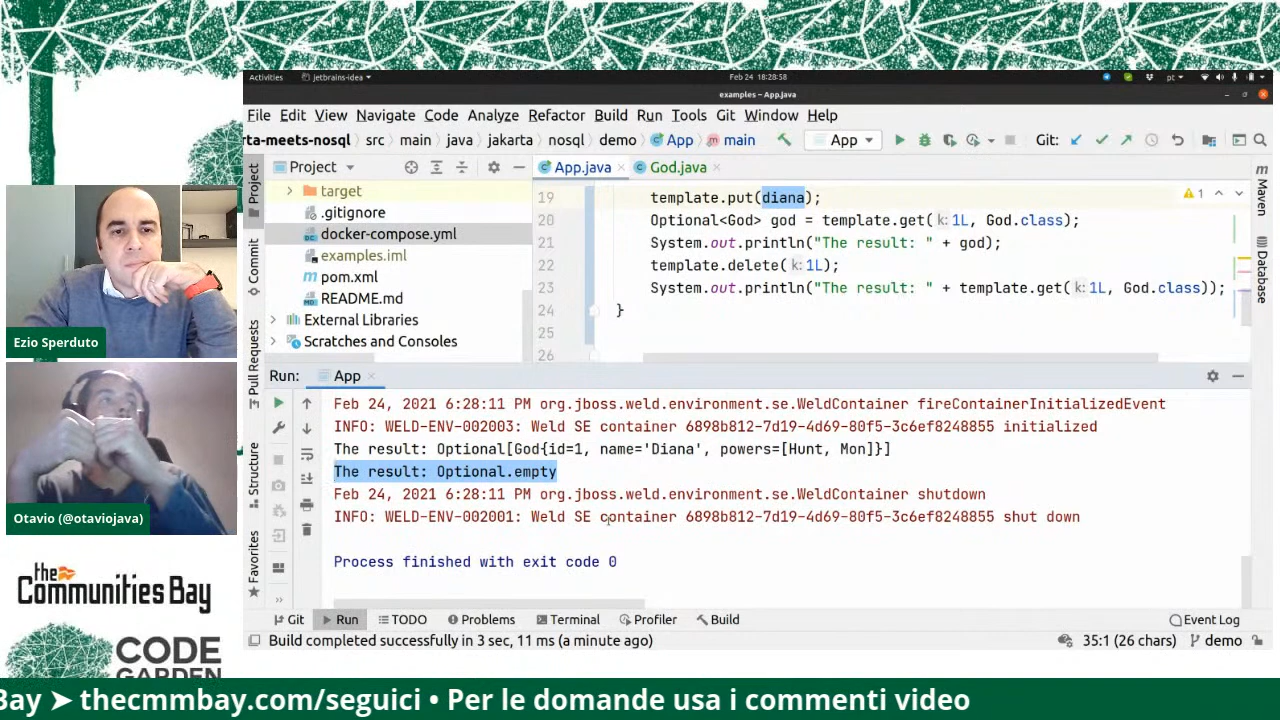 Activities jetbrains-idea Feb 24 18:28:58 pt
examples – App.java
File Edit View Navigate Code Analyze Refactor Build Run Tools Git Window Help
rta-meets-nosql src main java jakarta nosql demo App main App Git:
Project App.java God.java
target
.gitignore
docker-compose.yml
examples.iml
pom.xml
README.md
External Libraries
Scratches and Consoles
19 template.put(diana); 1
20 Optional<God> god = template.get( k: 1L, God.class);
21 System.out.println("The result: " + god);
22 template.delete( k: 1L);
23 System.out.println("The result: " + template.get( k: 1L, God.class));
24 }
25
26
Project
Commit
Pull Requests
Structure
Favorites
Maven
Database
Run: App
Feb 24, 2021 6:28:11 PM org.jboss.weld.environment.se.WeldContainer fireContainerInitializedEvent
INFO: WELD-ENV-002003: Weld SE container 6898b812-7d19-4d69-80f5-3c6ef8248855 initialized
The result: Optional[God{id=1, name='Diana', powers=[Hunt, Mon]}]
The result: Optional.empty
Feb 24, 2021 6:28:11 PM org.jboss.weld.environment.se.WeldContainer shutdown
INFO: WELD-ENV-002001: Weld SE container 6898b812-7d19-4d69-80f5-3c6ef8248855 shut down
Process finished with exit code 0
Git Run TODO Problems Terminal Profiler Build Event Log
Build completed successfully in 3 sec, 11 ms (a minute ago) 35:1 (26 chars) demo
Ezio Sperduto
Otavio (@otaviojava)
the
Communities Bay
CODE
GARDEN
Bay ➤ thecmmbay.com/seguici • Per le domande usa i commenti video